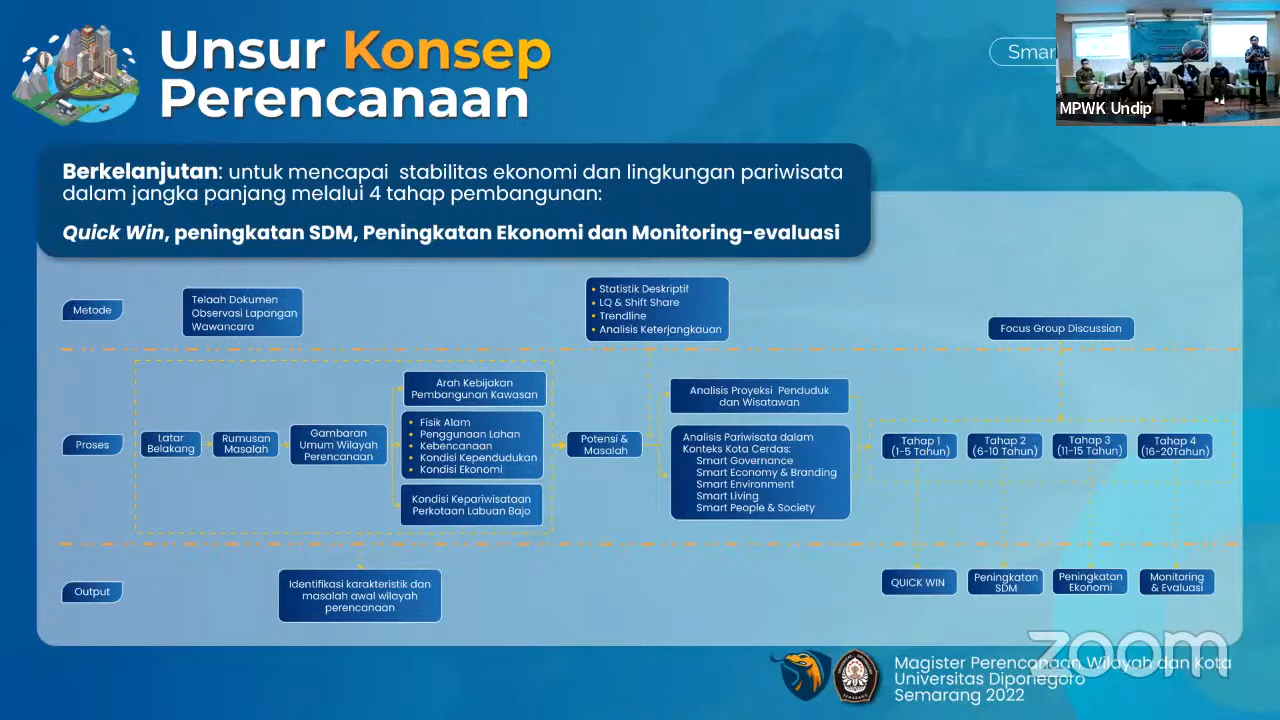 Unsur Konsep
Perencanaan
Smar
MPWK Undip
Berkelanjutan: untuk mencapai stabilitas ekonomi dan lingkungan pariwisata
dalam jangka panjang melalui 4 tahap pembangunan:
Quick Win, peningkatan SDM, Peningkatan Ekonomi dan Monitoring-evaluasi
Metode
Telaah Dokumen
Observasi Lapangan
Wawancara
• Statistik Deskriptif
• LQ & Shift Share
• Trendline
• Analisis Keterjangkauan
Focus Group Discussion
Proses
Latar
Belakang
Rumusan
Masalah
Gambaran
Umum Wilayah
Perencanaan
Arah Kebijakan
Pembangunan Kawasan
• Fisik Alam
• Penggunaan Lahan
• Kebencanaan
• Kondisi Kependudukan
• Kondisi Ekonomi
Kondisi Kepariwisataan
Perkotaan Labuan Bajo
Potensi &
Masalah
Analisis Proyeksi Penduduk
dan Wisatawan
Analisis Pariwisata dalam
Konteks Kota Cerdas:
Smart Governance
Smart Economy & Branding
Smart Environment
Smart Living
Smart People & Society
Tahap 1
(1-5 Tahun)
Tahap 2
(6-10 Tahun)
Tahap 3
(11-15 Tahun)
Tahap 4
(16-20Tahun)
Output
Identifikasi karakteristik dan
masalah awal wilayah
perencanaan
QUICK WIN
Peningkatan
SDM
Peningkatan
Ekonomi
Monitoring
& Evaluasi
zoom
Magister Perencanaan Wilayah dan Kota
Universitas Diponegoro
Semarang 2022